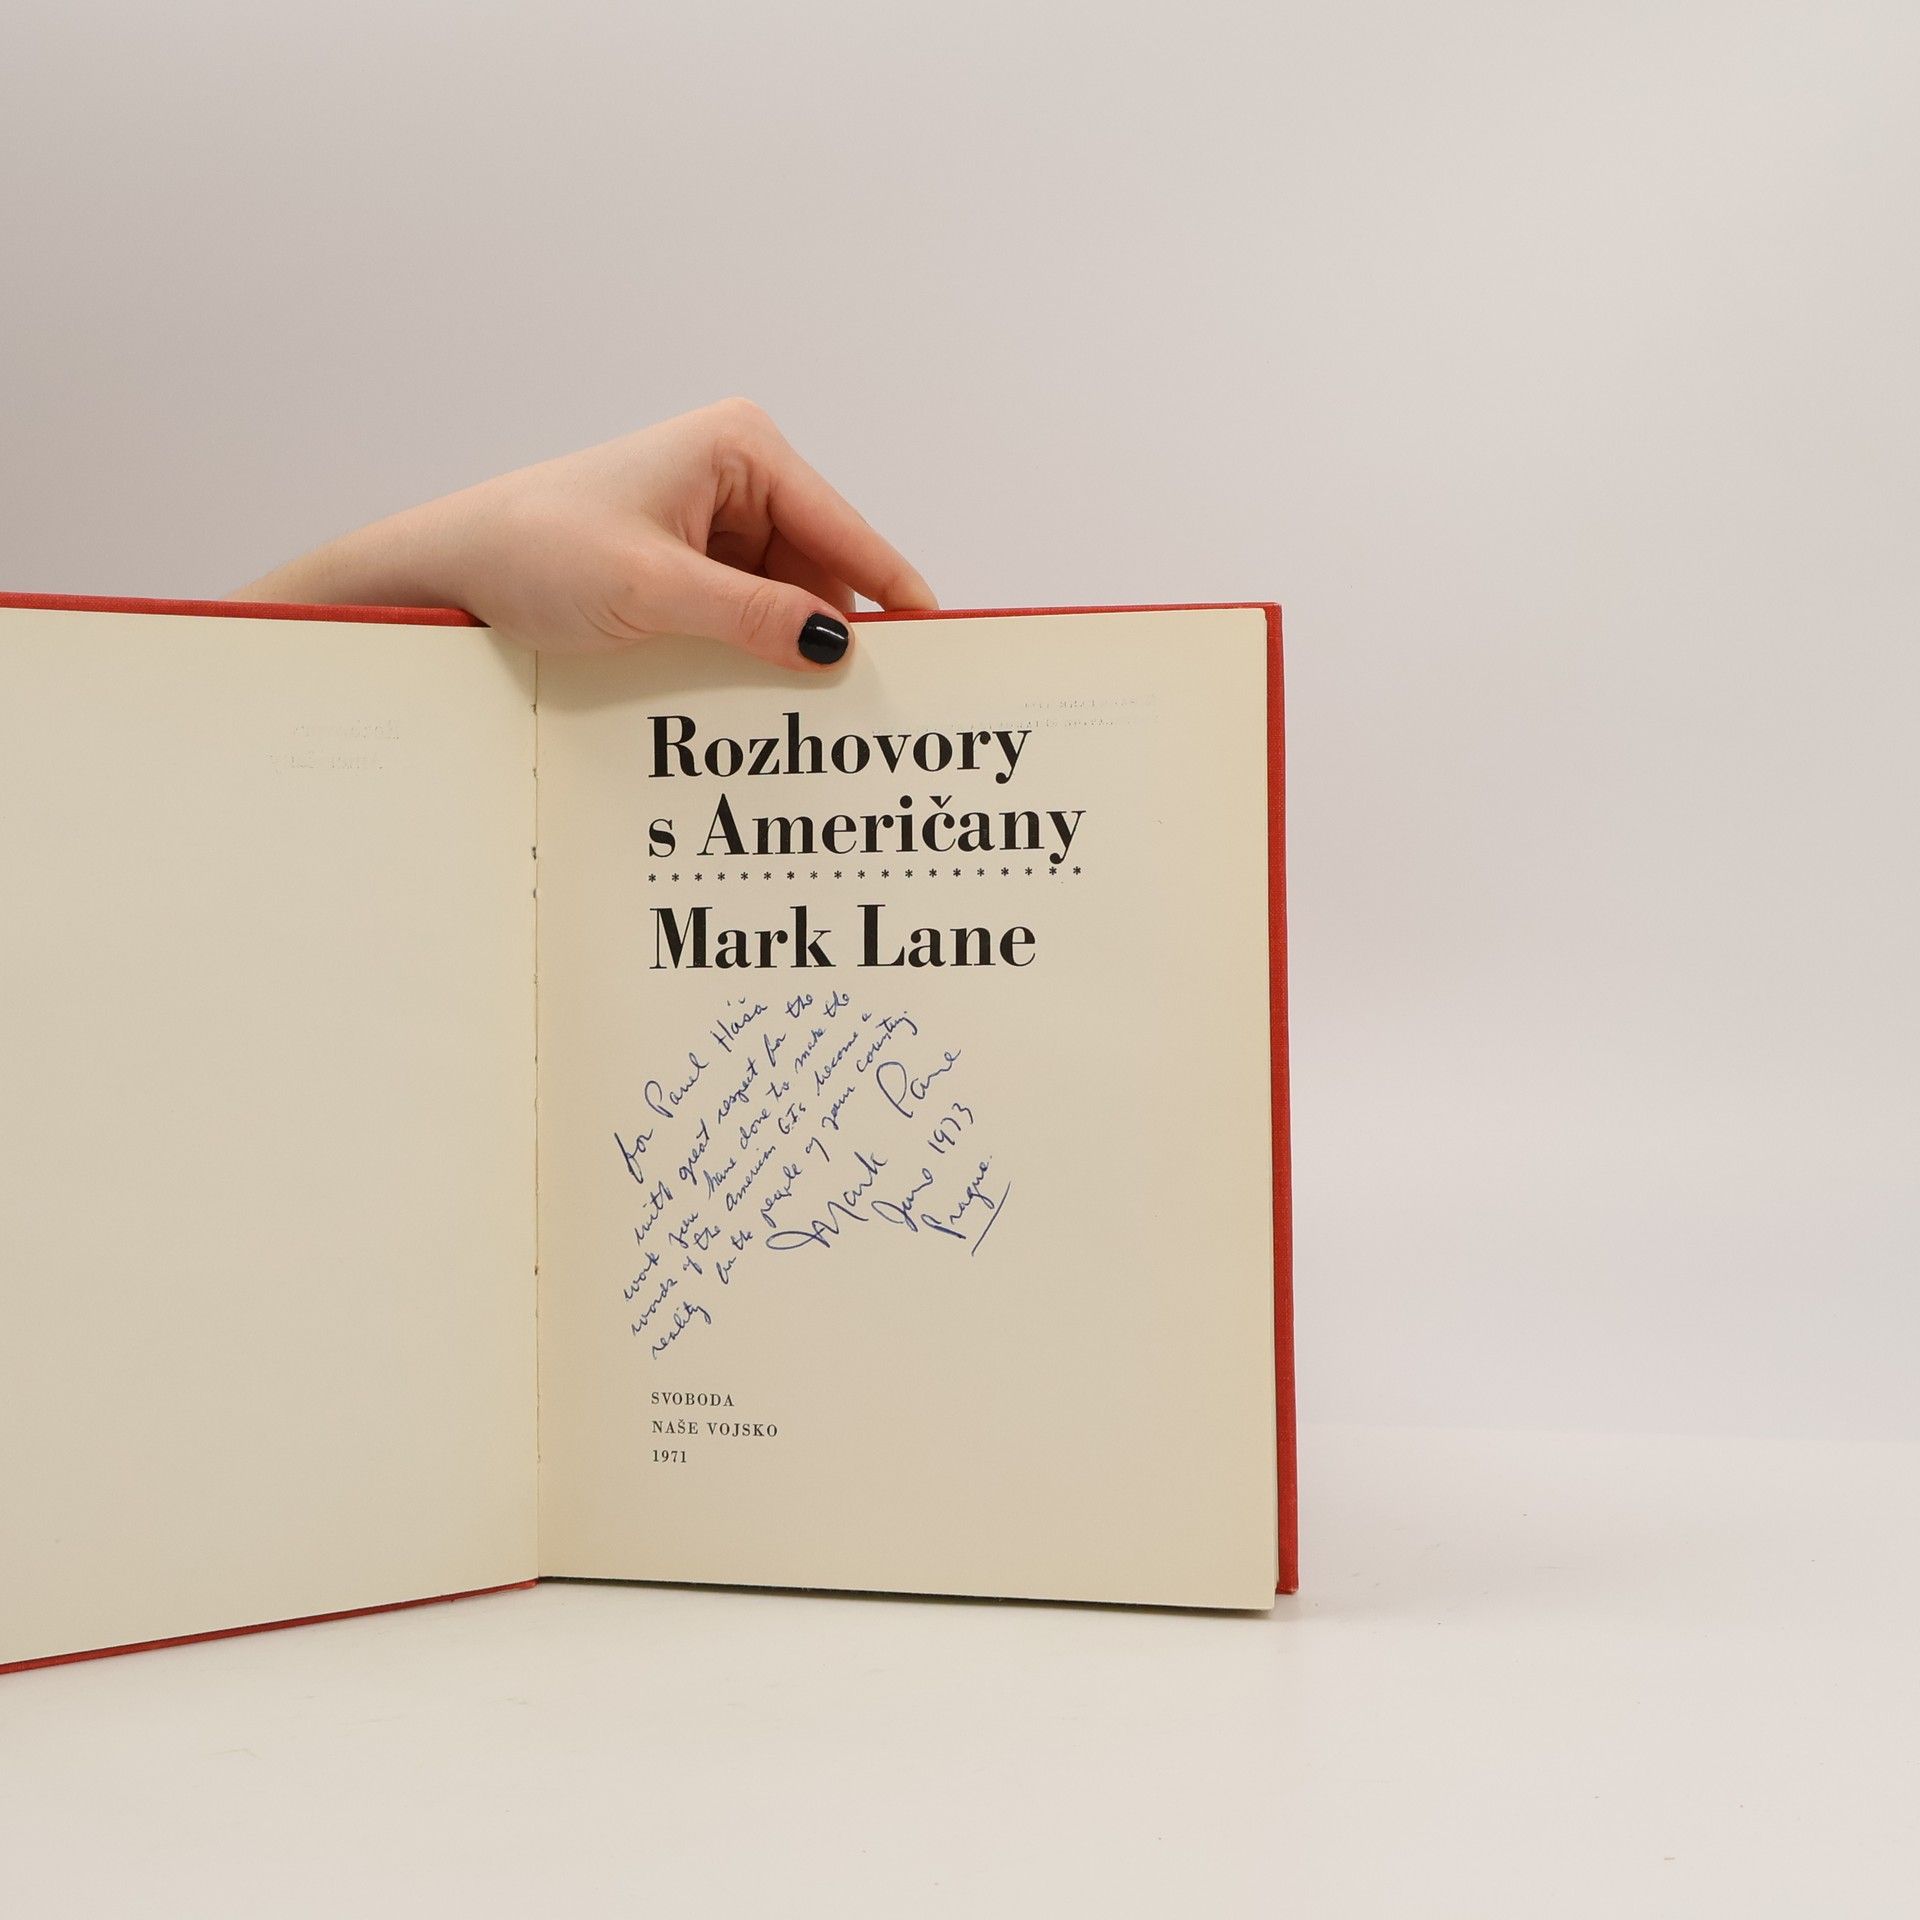 Rozhovory
s Američany
* * * * * * * * * * * * * * * * * * *
Mark Lane
for Pavel Háša
with great respect for the
work you have done to make the
words of the American G.I.s become a
reality for the people of your country.
Mark Lane
June 1973
Prague.
SVOBODA
NAŠE VOJSKO
1971